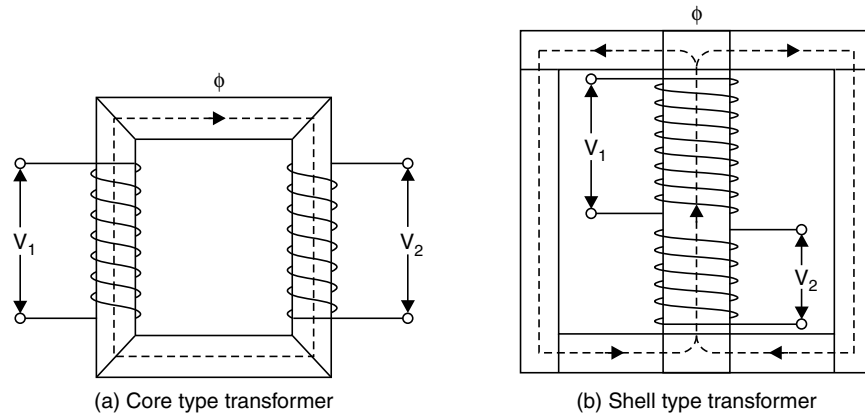 ϕ
V1
V2
(a) Core type transformer
ϕ
V1
V2
(b) Shell type transformer